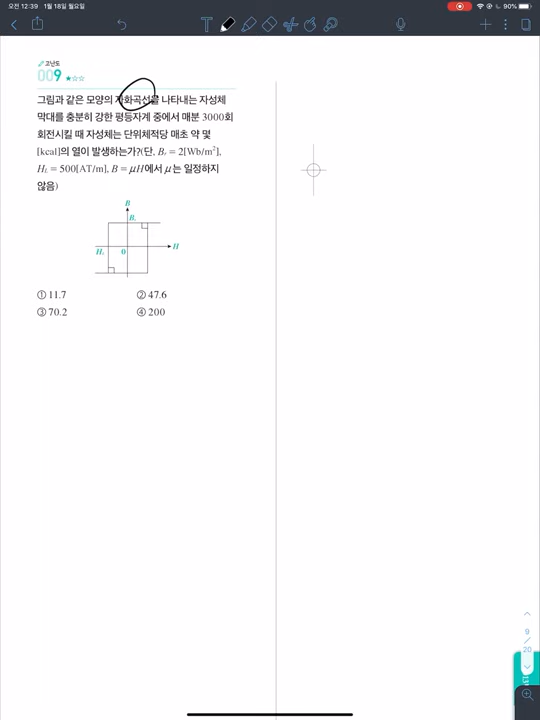 오전 12:39 1월 18일 월요일
90%
고난도
009 ★☆☆
그림과 같은 모양의 자화곡선을 나타내는 자성체
막대를 충분히 강한 평등자계 중에서 매분 3000회
회전시킬 때 자성체는 단위체적당 매초 약 몇
[kcal]의 열이 발생하는가?(단, Br = 2[Wb/m²],
HL = 500[AT/m], B = μH에서 μ는 일정하지
않음)
B
Br
HL 0 H
① 11.7 ② 47.6
③ 70.2 ④ 200
9
/
20